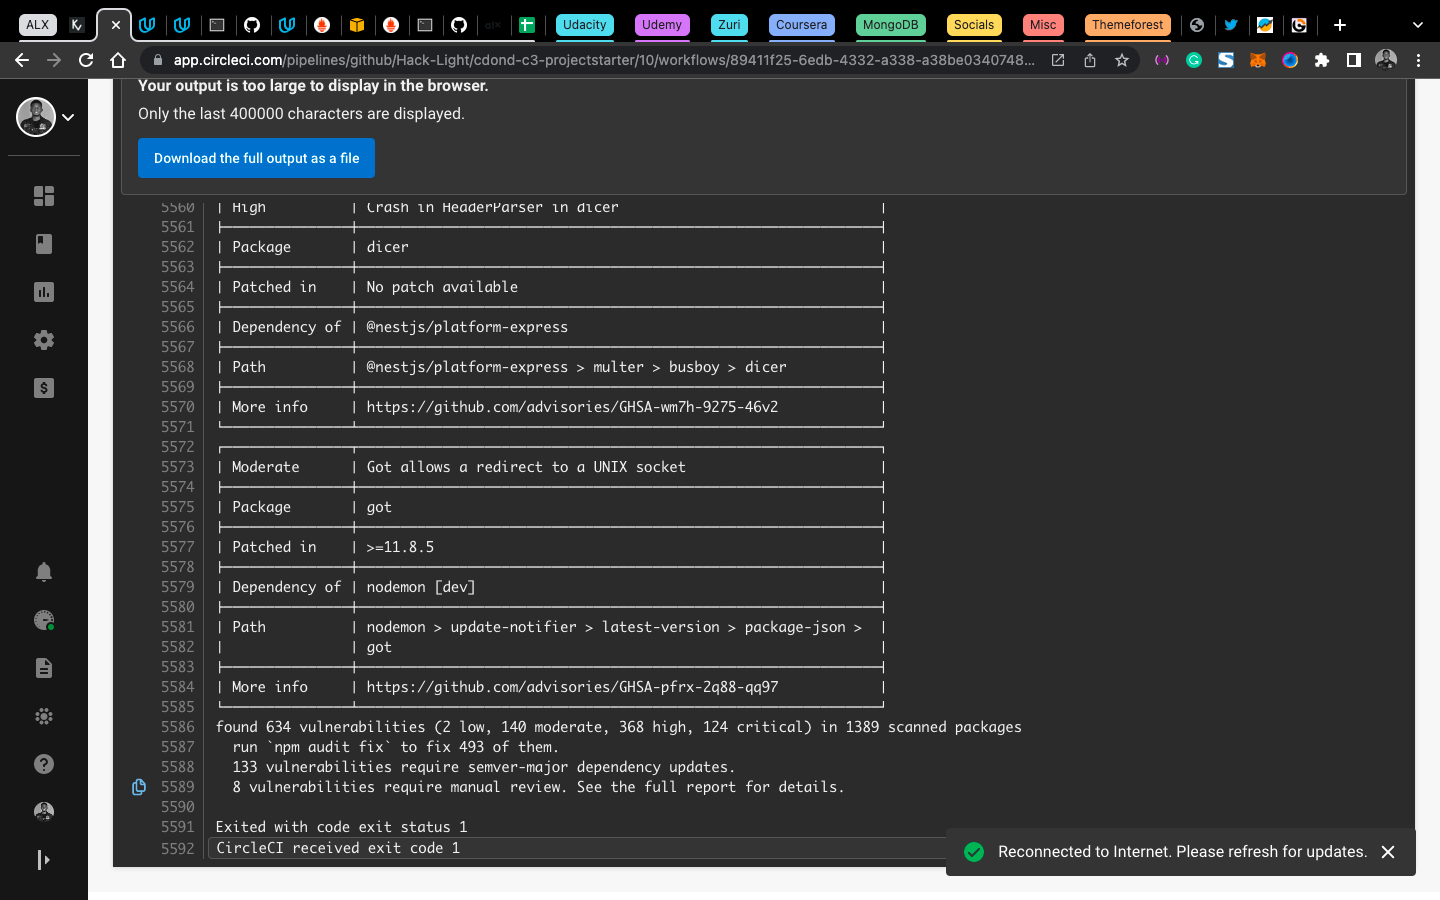 ALX
Udacity
Udemy
Zuri
Coursera
MongoDB
Socials
Misc
Themeforest
app.circleci.com/pipelines/github/Hack-Light/cdond-c3-projectstarter/10/workflows/89411f25-6edb-4332-a338-a38be0340748...
Your output is too large to display in the browser.
Only the last 400000 characters are displayed.
Download the full output as a file
5560 | High | Crash in HeaderParser in dicer |
5561
5562 | Package | dicer |
5563
5564 | Patched in | No patch available |
5565
5566 | Dependency of | @nestjs/platform-express |
5567
5568 | Path | @nestjs/platform-express > multer > busboy > dicer |
5569
5570 | More info | https://github.com/advisories/GHSA-wm7h-9275-46v2 |
5571
5572
5573 | Moderate | Got allows a redirect to a UNIX socket |
5574
5575 | Package | got |
5576
5577 | Patched in | >=11.8.5 |
5578
5579 | Dependency of | nodemon [dev] |
5580
5581 | Path | nodemon > update-notifier > latest-version > package-json > |
5582 | | got |
5583
5584 | More info | https://github.com/advisories/GHSA-pfrx-2q88-qq97 |
5585
5586 found 634 vulnerabilities (2 low, 140 moderate, 368 high, 124 critical) in 1389 scanned packages
5587 run `npm audit fix` to fix 493 of them.
5588 133 vulnerabilities require semver-major dependency updates.
5589 8 vulnerabilities require manual review. See the full report for details.
5590
5591 Exited with code exit status 1
5592 CircleCI received exit code 1
Reconnected to Internet. Please refresh for updates.